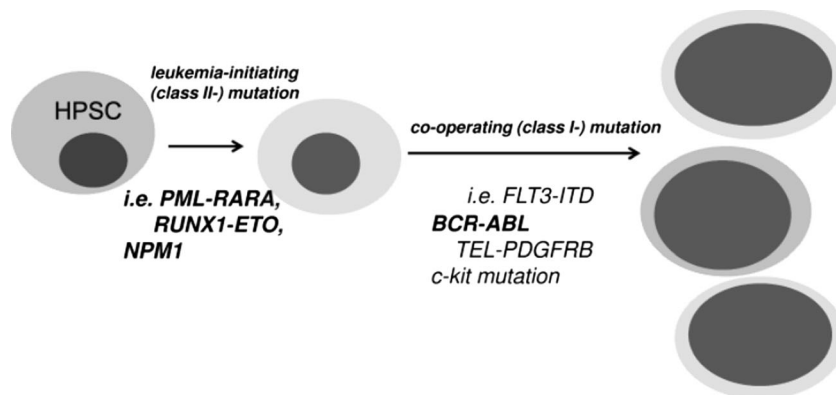 HPSC
leukemia-initiating
(class II-) mutation
i.e. PML-RARA,
RUNX1-ETO,
NPM1
co-operating (class I-) mutation
i.e. FLT3-ITD
BCR-ABL
TEL-PDGFRB
c-kit mutation